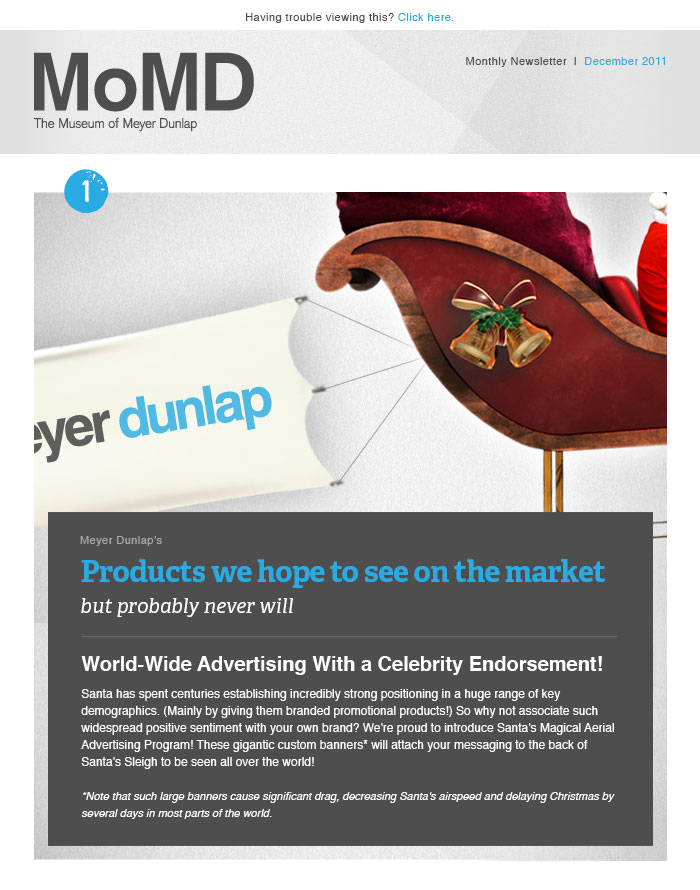 Having trouble viewing this? Click here.
MoMD
The Museum of Meyer Dunlap
Monthly Newsletter | December 2011
1
eyer dunlap
Meyer Dunlap's
Products we hope to see on the market
but probably never will
World-Wide Advertising With a Celebrity Endorsement!
Santa has spent centuries establishing incredibly strong positioning in a huge range of key
demographics. (Mainly by giving them branded promotional products!) So why not associate such
widespread positive sentiment with your own brand? We're proud to introduce Santa's Magical Aerial
Advertising Program! These gigantic custom banners* will attach your messaging to the back of
Santa's Sleigh to be seen all over the world!
*Note that such large banners cause significant drag, decreasing Santa's airspeed and delaying Christmas by
several days in most parts of the world.